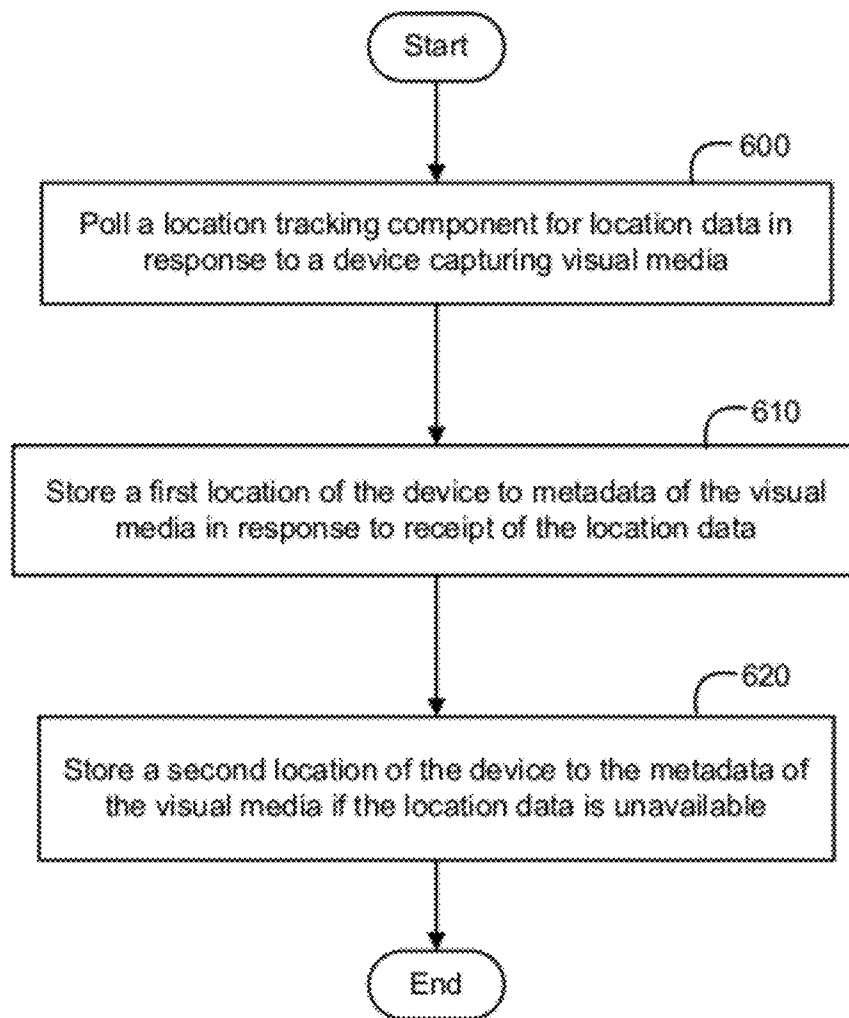 Start
600
Poll a location tracking component for location data in
response to a device capturing visual media
610
Store a first location of the device to metadata of the visual
media in response to receipt of the location data
620
Store a second location of the device to the metadata of
the visual media if the location data is unavailable
End